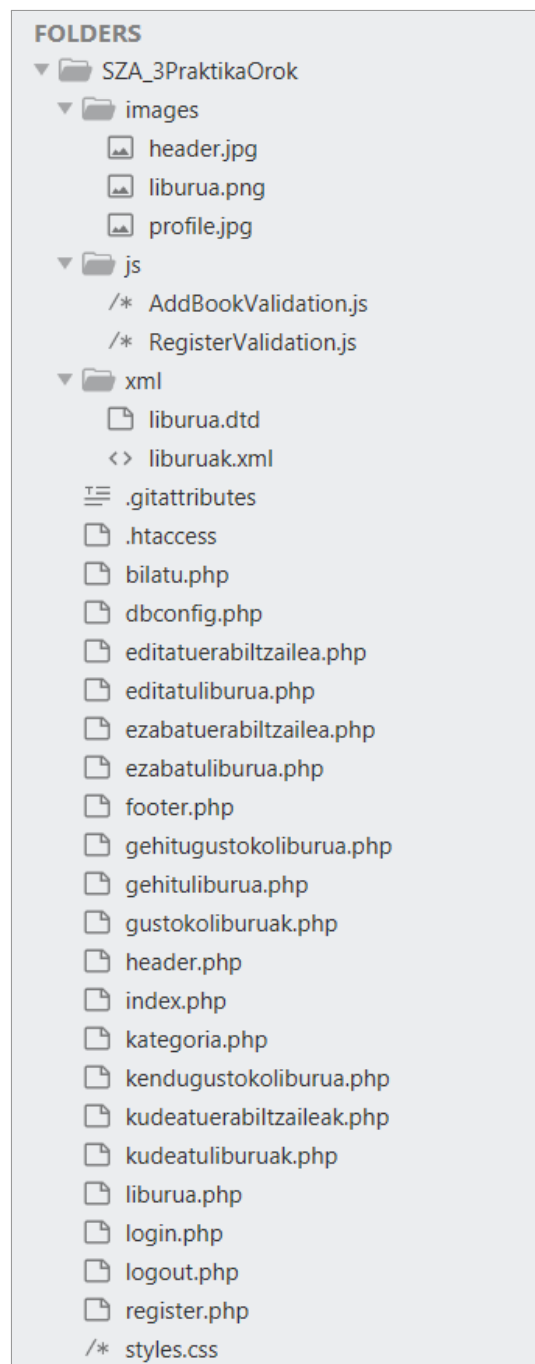 FOLDERS
SZA_3PraktikaOrok
images
header.jpg
liburua.png
profile.jpg
js
/* AddBookValidation.js
/* RegisterValidation.js
xml
liburua.dtd
<> liburuak.xml
.gitattributes
.htaccess
bilatu.php
dbconfig.php
editatuerabiltzailea.php
editatuliburua.php
ezabatuerabiltzailea.php
ezabatuliburua.php
footer.php
gehitugustokoliburua.php
gehituliburua.php
gustokoliburuak.php
header.php
index.php
kategoria.php
kendugustokoliburua.php
kudeatuerabiltzaileak.php
kudeatuliburuak.php
liburua.php
login.php
logout.php
register.php
/* styles.css